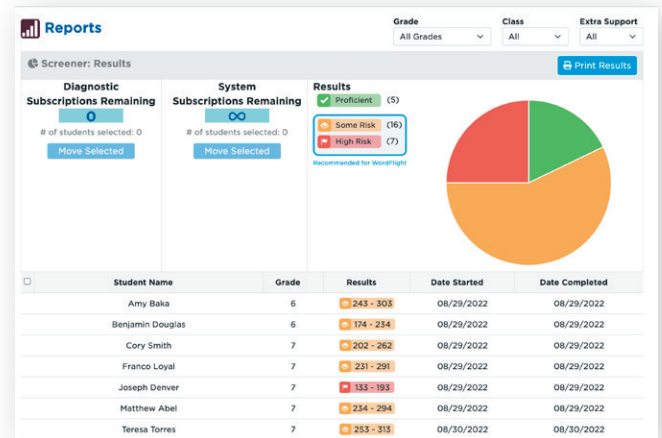 Reports
Grade Class Extra Support
All Grades All All
Screener: Results
Print Results
Diagnostic
Subscriptions Remaining
0
# of students selected: 0
Move Selected
System
Subscriptions Remaining
∞
# of students selected: 0
Move Selected
Results
Proficient (5)
Some Risk (16)
High Risk (7)
Recommended for WordFlight
Student Name Grade Results Date Started Date Completed
Amy Baka 6 243 - 303 08/29/2022 08/29/2022
Benjamin Douglas 6 174 - 234 08/29/2022 08/29/2022
Cory Smith 7 202 - 262 08/29/2022 08/29/2022
Franco Loyal 7 231 - 291 08/29/2022 08/29/2022
Joseph Denver 7 133 - 193 08/29/2022 08/29/2022
Matthew Abel 7 234 - 294 08/29/2022 08/29/2022
Teresa Torres 7 253 - 313 08/30/2022 08/30/2022